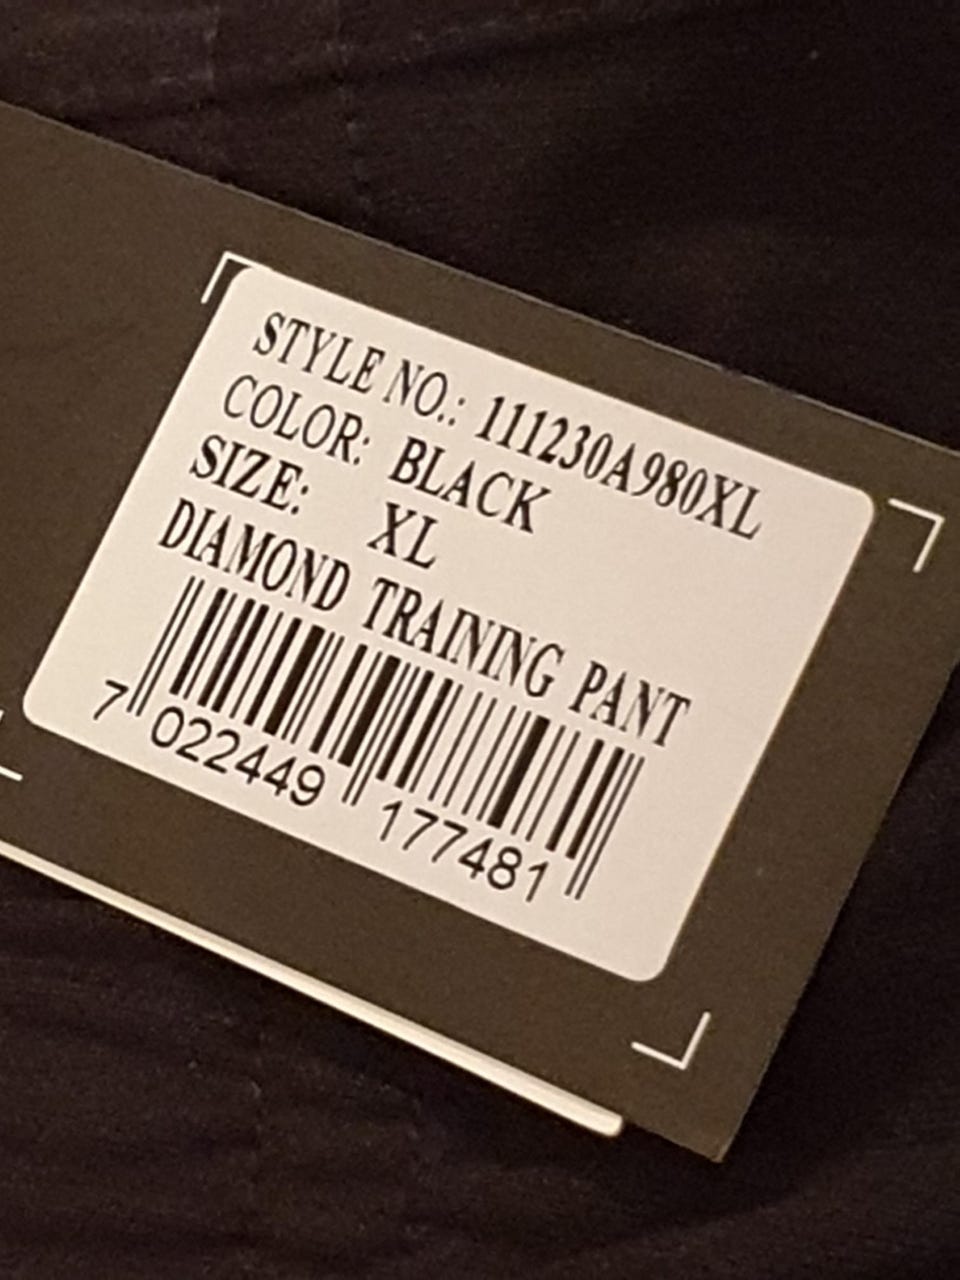 STYLE NO.: 111230A980XL
COLOR: BLACK
SIZE: XL
DIAMOND TRAINING PANT
7 022449 177481